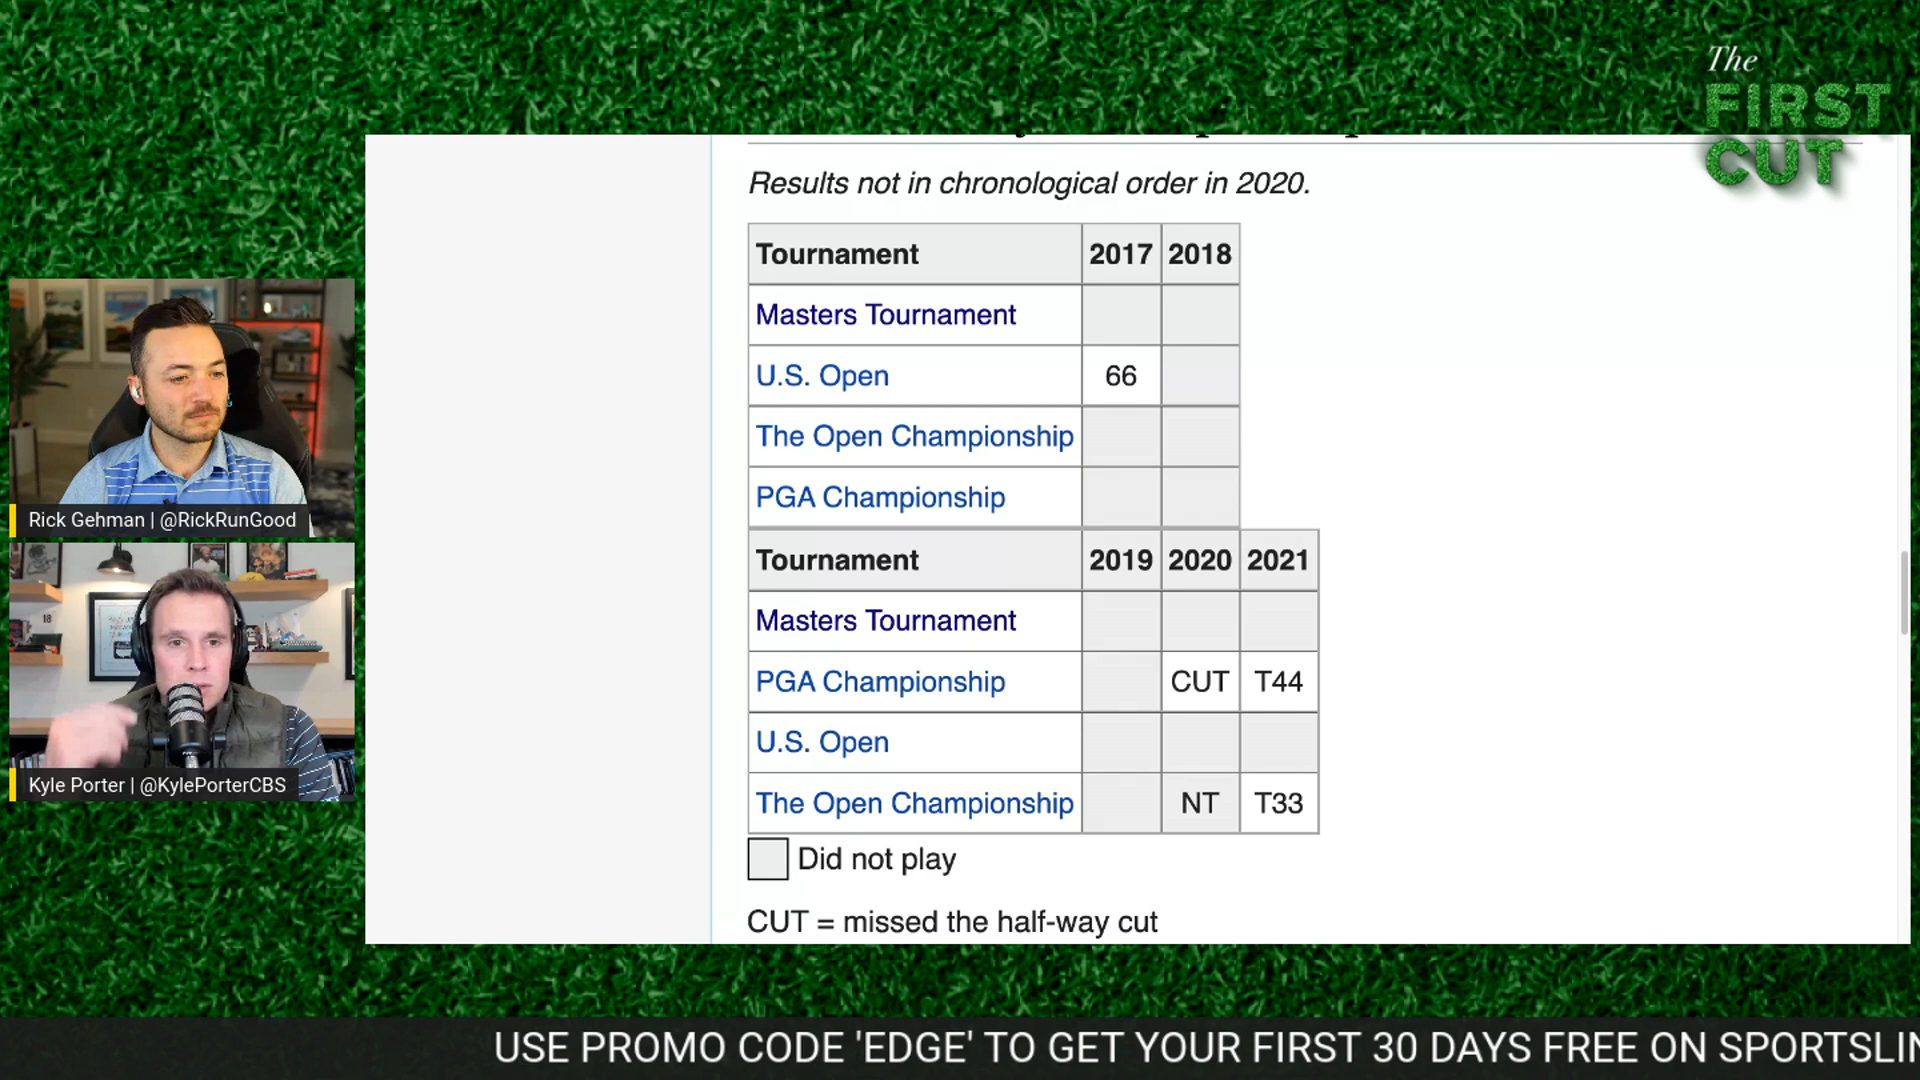 The
FIRST
CUT
Results not in chronological order in 2020.
Tournament 2017 2018
Masters Tournament
U.S. Open 66
The Open Championship
PGA Championship
Tournament 2019 2020 2021
Masters Tournament
PGA Championship CUT T44
U.S. Open
The Open Championship NT T33
Did not play
CUT = missed the half-way cut
Rick Gehman | @RickRunGood
18
Kyle Porter | @KylePorterCBS
USE PROMO CODE 'EDGE' TO GET YOUR FIRST 30 DAYS FREE ON